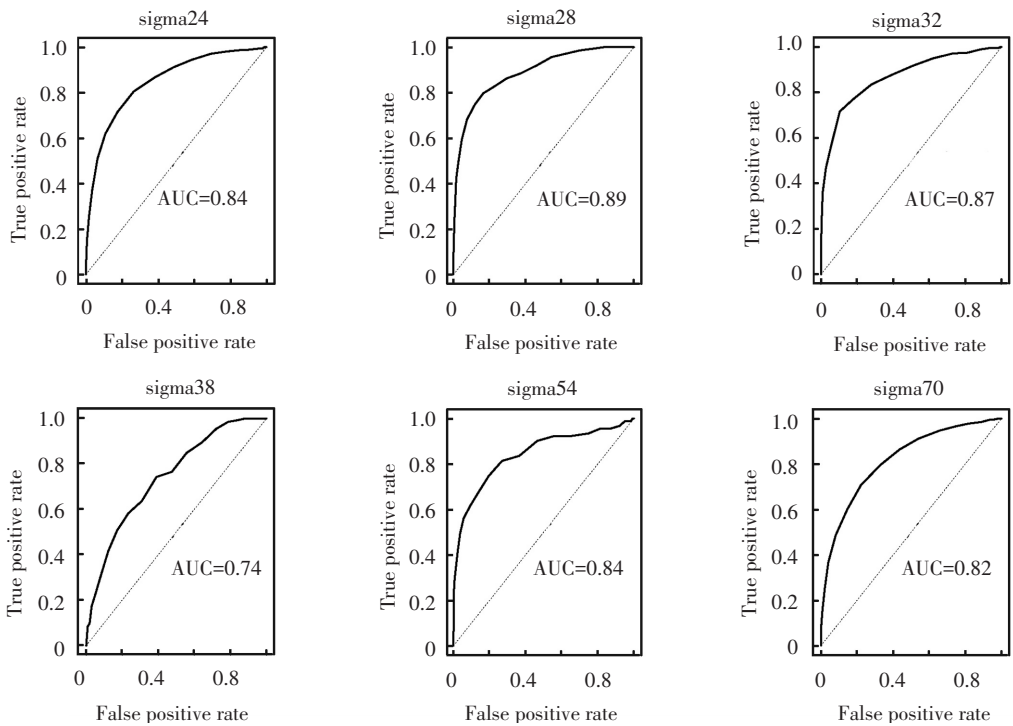 sigma24
1.0
0.8
0.6
0.4
0.2
0
True positive rate
AUC=0.84
0 0.4 0.8
False positive rate
sigma28
1.0
0.8
0.6
0.4
0.2
0
True positive rate
AUC=0.89
0 0.4 0.8
False positive rate
sigma32
1.0
0.8
0.6
0.4
0.2
0
True positive rate
AUC=0.87
0 0.4 0.8
False positive rate
sigma38
1.0
0.8
0.6
0.4
0.2
0
True positive rate
AUC=0.74
0 0.4 0.8
False positive rate
sigma54
1.0
0.8
0.6
0.4
0.2
0
True positive rate
AUC=0.84
0 0.4 0.8
False positive rate
sigma70
1.0
0.8
0.6
0.4
0.2
0
True positive rate
AUC=0.82
0 0.4 0.8
False positive rate